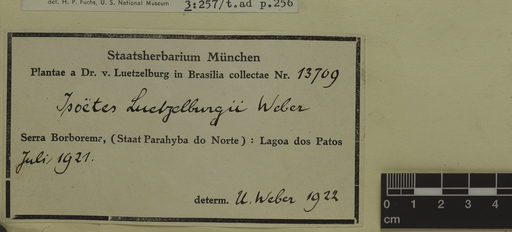 det. H. P. Fuchs, U. S. National Museum 3:257/t.ad p.256
Staatsherbarium München
Plantae a Dr. v. Luetzelburg in Brasilia collectae Nr. 13709
Isoëtes Luetzelburgii Weber
Serra Borborema, (Staat Parahyba do Norte) : Lagoa dos Patos
Juli 1921.
determ. U. Weber 1922
0 1 2 3 4 5
cm